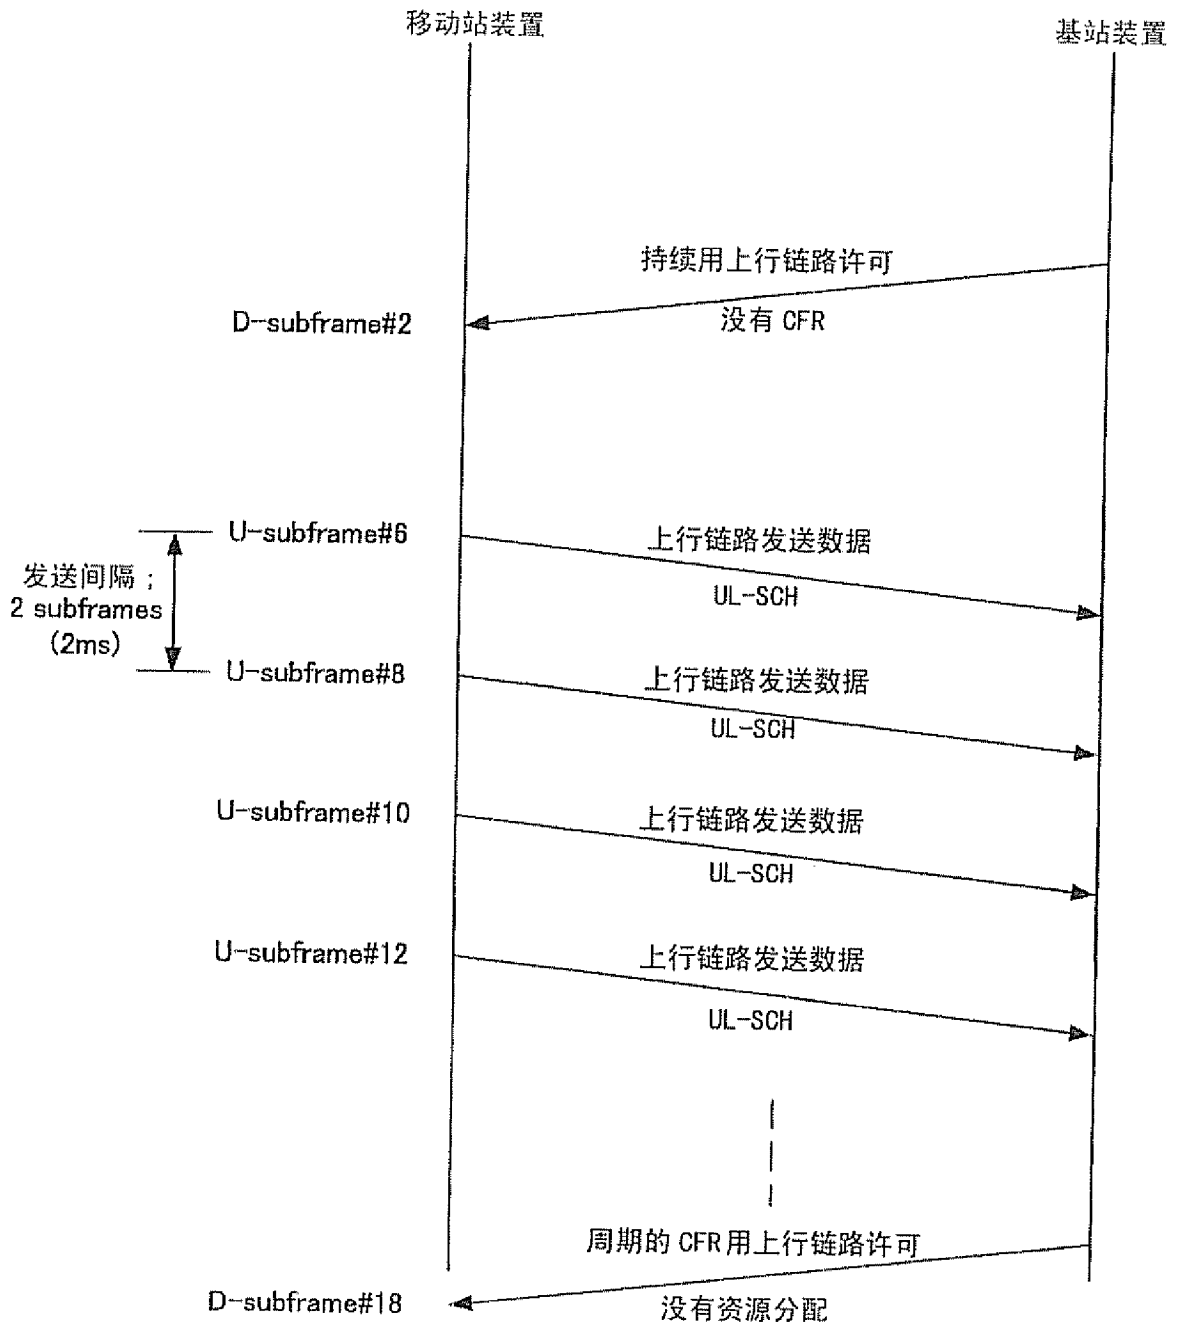 移动站装置
基站装置
持续用上行链路许可
D-subframe#2
没有 CFR
U-subframe#6
上行链路发送数据
发送间隔;
2 subframes
(2ms)
UL-SCH
U-subframe#8
上行链路发送数据
UL-SCH
U-subframe#10
上行链路发送数据
UL-SCH
U-subframe#12
上行链路发送数据
UL-SCH
周期的 CFR 用上行链路许可
D-subframe#18
没有资源分配